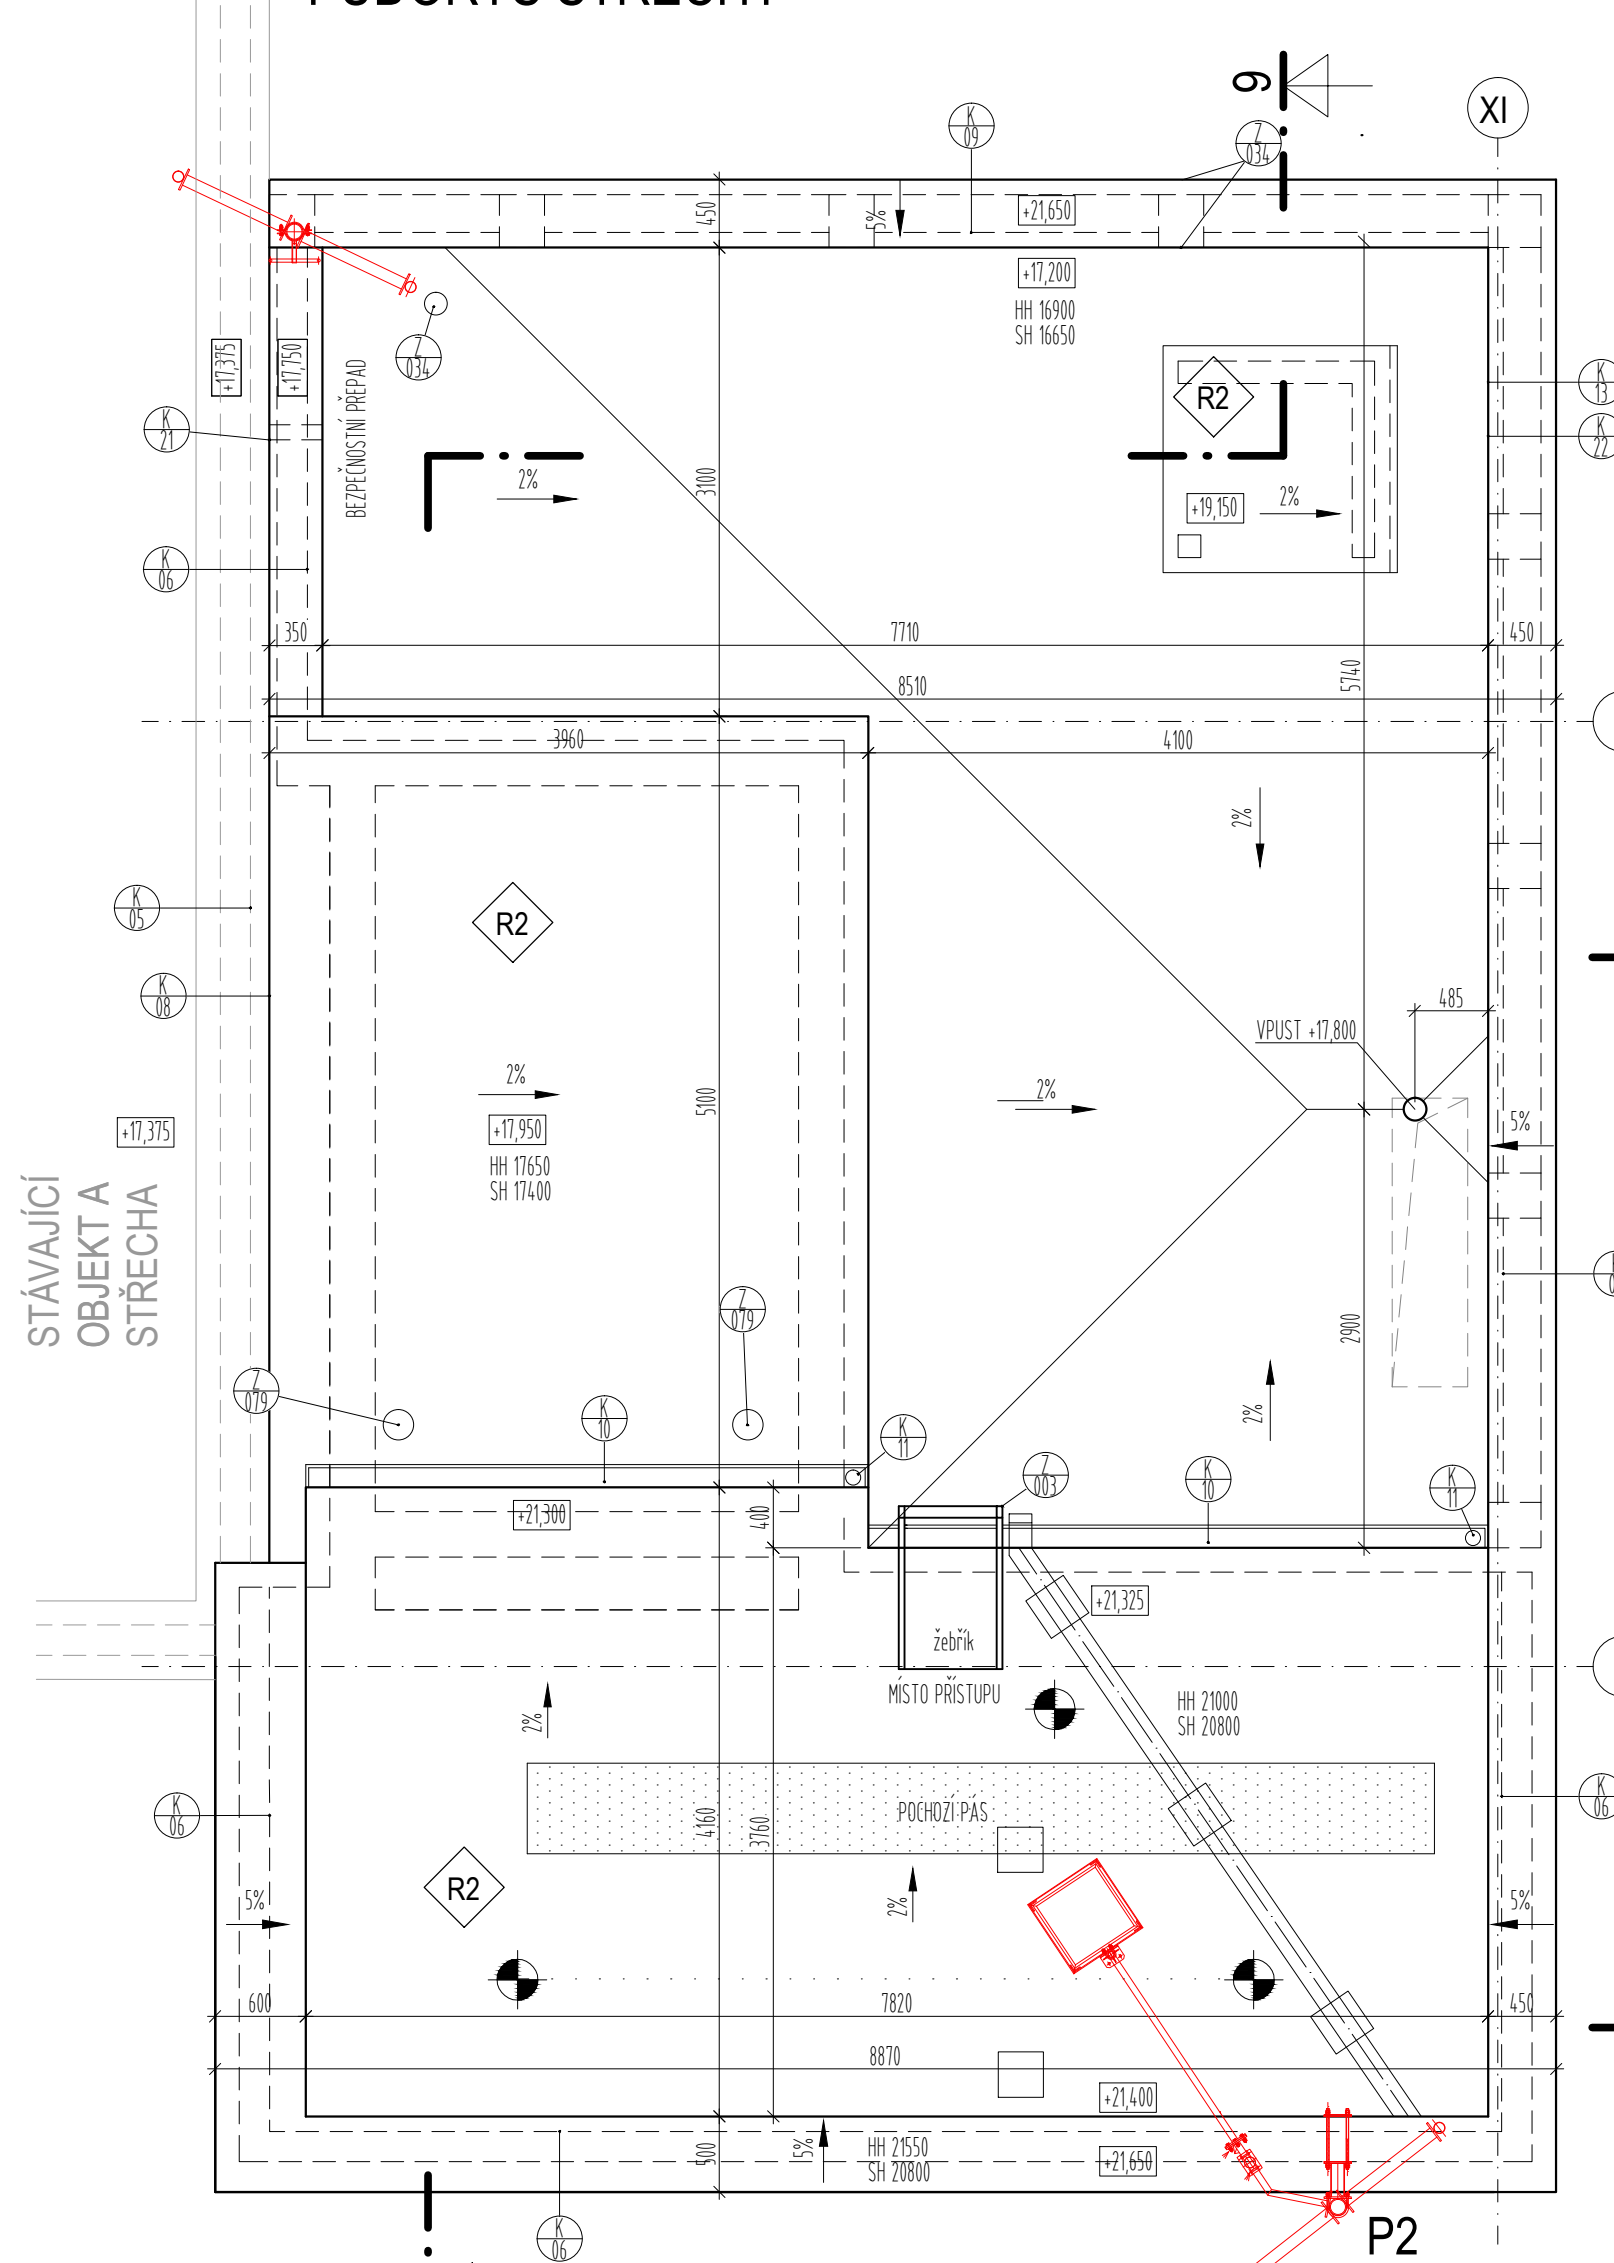 9
XI
K
09
Z
034
450
5%
+21,650
+17,200
HH 16900
SH 16650
+17,375
+17,750
Z
034
BEZPEČNOSTNÍ PŘEPAD
K
21
R2
K
13
K
22
2%
3100
+19,150
2%
K
06
350
7710
450
5740
8510
3960
4100
2%
K
05
R2
K
08
485
VPUST +17,800
2%
2%
5100
+17,950
HH 17650
SH 17400
+17,375
5%
STÁVAJÍCÍ
OBJEKT A
STŘECHA
Z
079
2900
Z
079
K
10
K
11
2%
Z
003
K
10
K
11
+21,300
400
+21,325
žebřík
MÍSTO PŘÍSTUPU
HH 21000
SH 20800
2%
POCHOZÍ PÁS
K
06
4160
3760
K
06
R2
5%
2%
5%
600
7820
450
8870
+21,400
500
5%
HH 21550
SH 20800
+21,650
K
06
P2